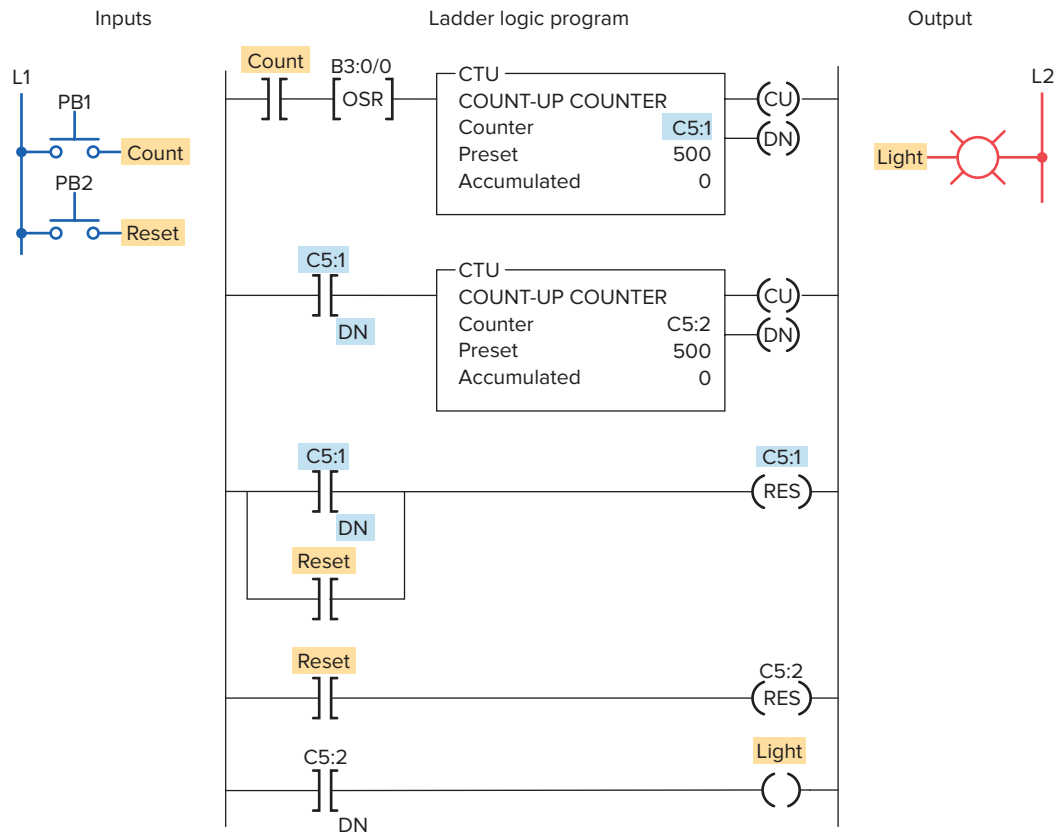 Inputs
Ladder logic program
Output
L1
PB1
Count
PB2
Reset
Count
B3:0/0
OSR
CTU
COUNT-UP COUNTER
Counter C5:1
Preset 500
Accumulated 0
CU
DN
L2
Light
C5:1
DN
CTU
COUNT-UP COUNTER
Counter C5:2
Preset 500
Accumulated 0
CU
DN
C5:1
DN
Reset
C5:1
RES
Reset
C5:2
RES
C5:2
DN
Light